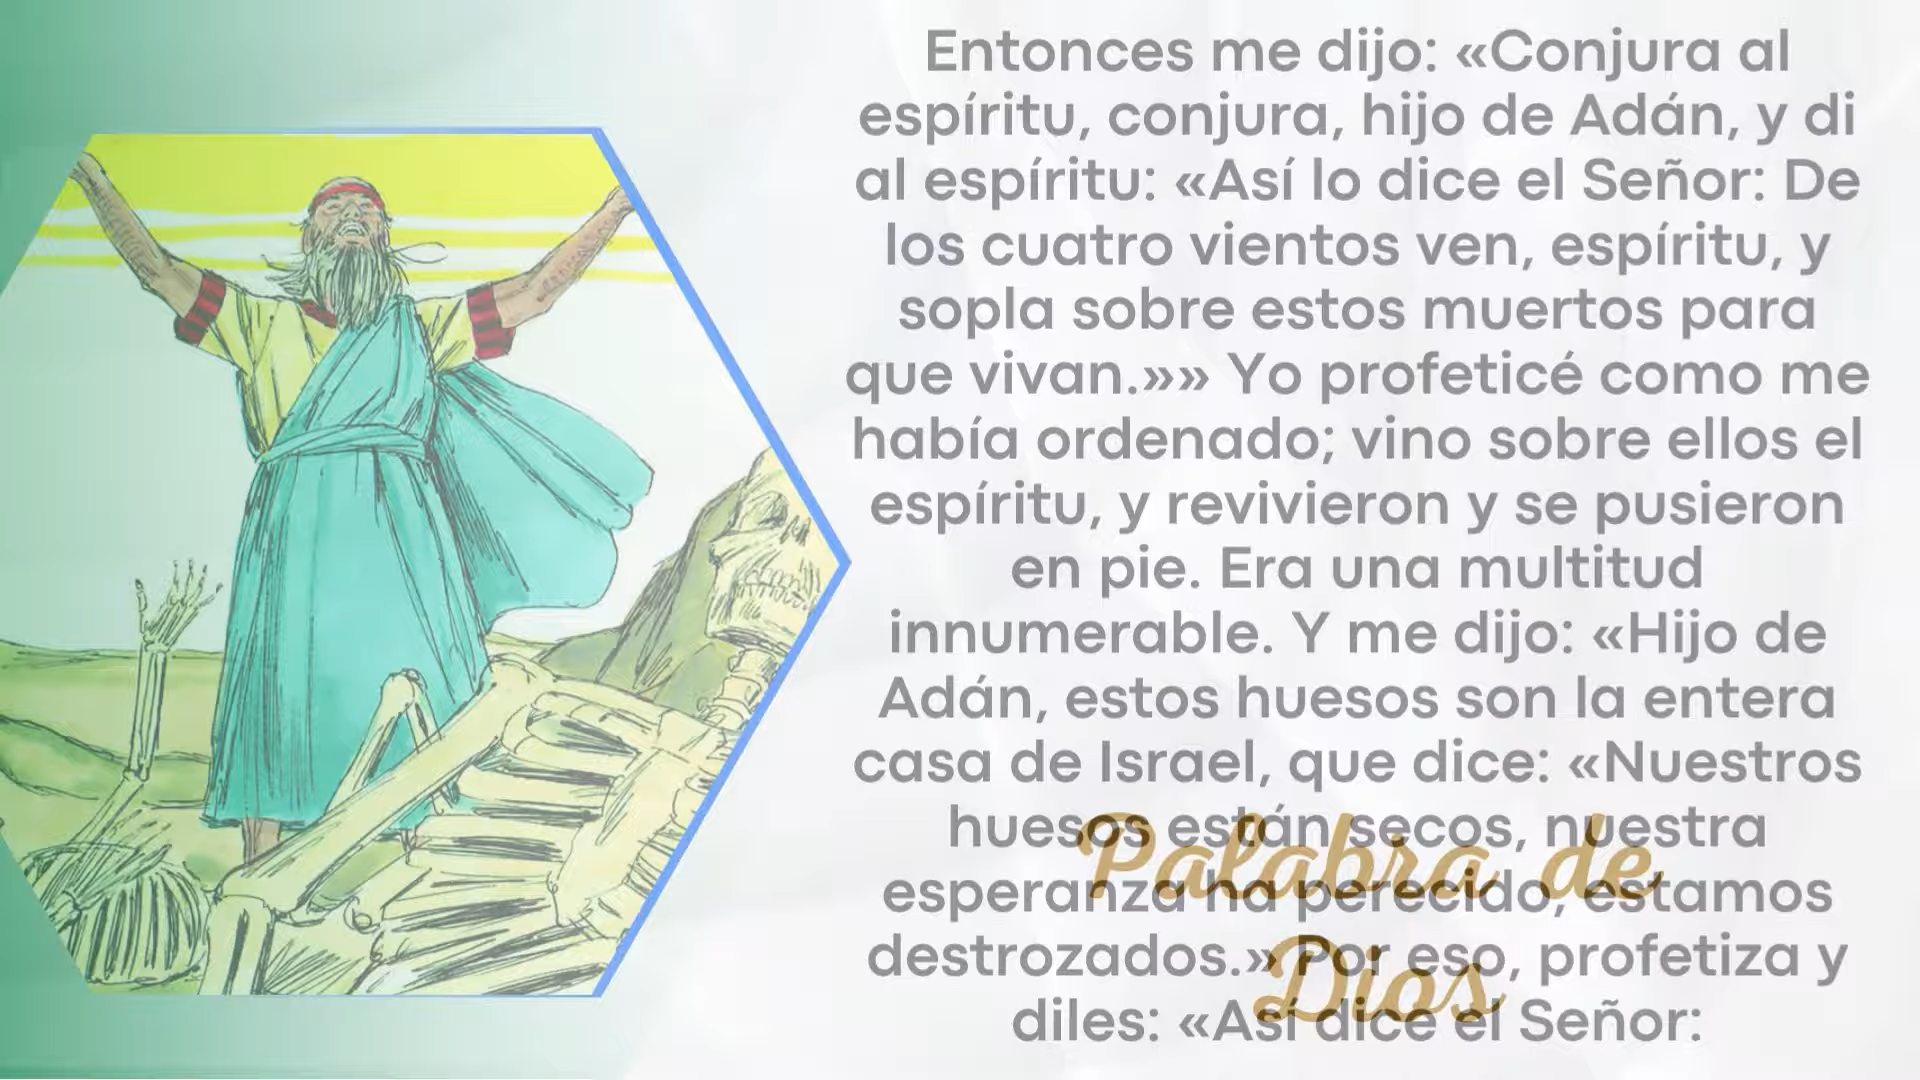 Entonces me dijo: «Conjura al
espíritu, conjura, hijo de Adán, y di
al espíritu: «Así lo dice el Señor: De
los cuatro vientos ven, espíritu, y
sopla sobre estos muertos para
que vivan.»» Yo profeticé como me
había ordenado; vino sobre ellos el
espíritu, y revivieron y se pusieron
en pie. Era una multitud
innumerable. Y me dijo: «Hijo de
Adán, estos huesos son la entera
casa de Israel, que dice: «Nuestros
huesos están secos, nuestra
esperanza ha perecido, estamos
destrozados.» Por eso, profetiza y
diles: «Así dice el Señor:
Palabra de
Dios